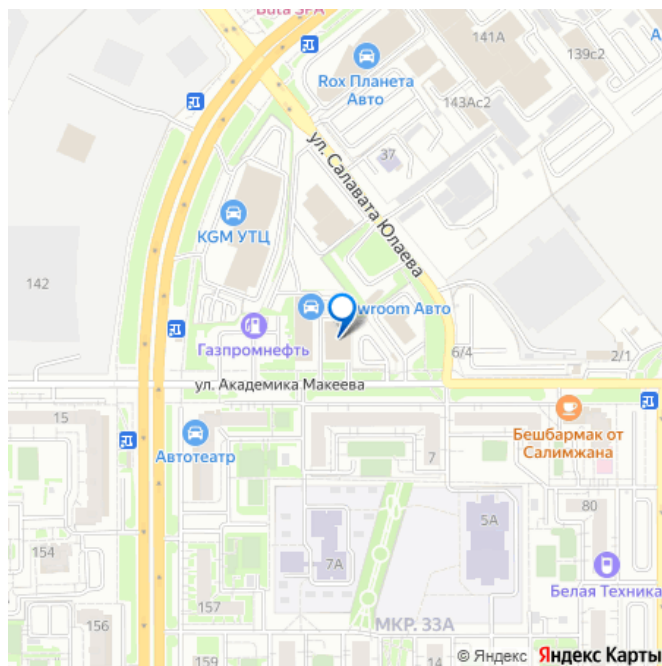 Buta SPA
141А
139с2
А
Rox Планета
Авто
143Ас2
37
ул. Салавата Юлаева
KGM УТЦ
142
wroom Авто
Газпромнефть
6/4
2/1
ул. Академика Макеева
15
Бешбармак от
Салимжана
Автотеатр
7
80
5А
154
7А
Белая Техника
157
156
МКР. 33А
159
14
© Яндекс Яндекс Карты